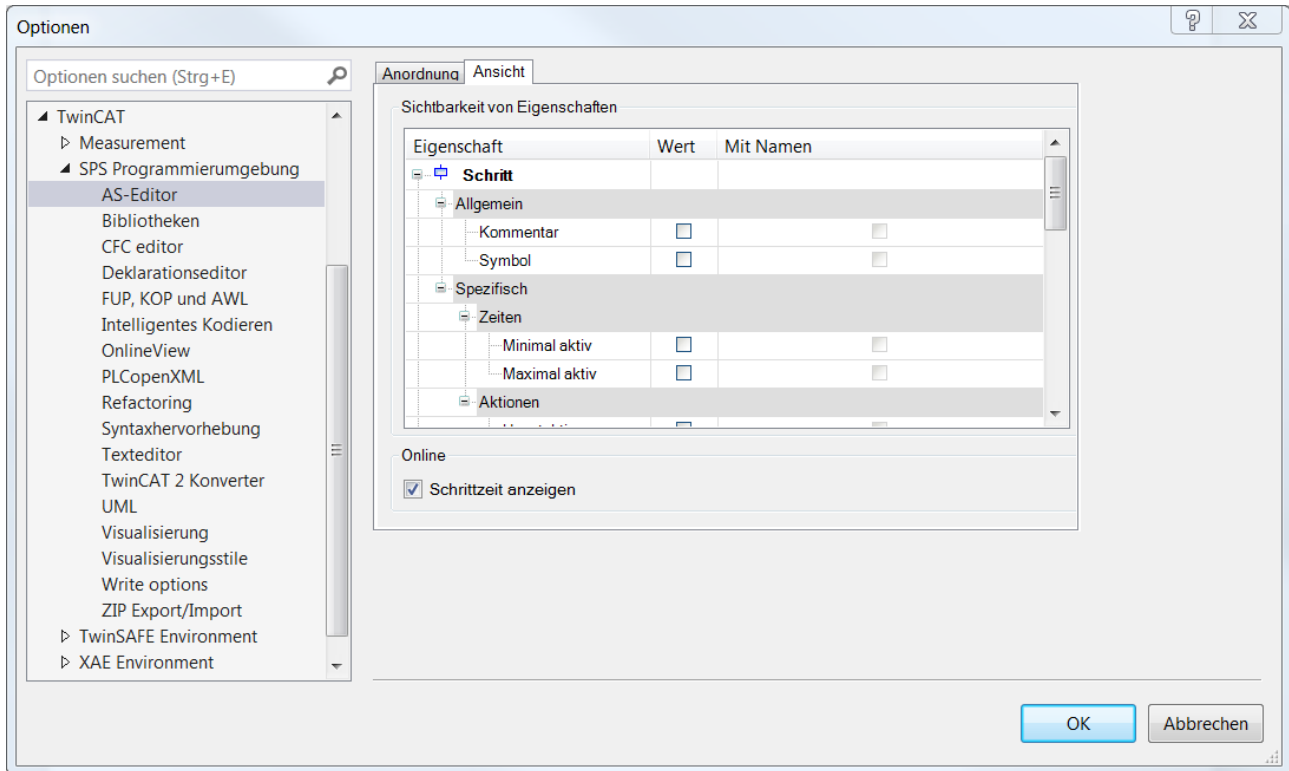 Optionen
Optionen suchen (Strg+E)
TwinCAT
Measurement
SPS Programmierumgebung
AS-Editor
Bibliotheken
CFC editor
Deklarationseditor
FUP, KOP und AWL
Intelligentes Kodieren
OnlineView
PLCopenXML
Refactoring
Syntaxhervorhebung
Texteditor
TwinCAT 2 Konverter
UML
Visualisierung
Visualisierungsstile
Write options
ZIP Export/Import
TwinSAFE Environment
XAE Environment
Anordnung Ansicht
Sichtbarkeit von Eigenschaften
Eigenschaft Wert Mit Namen
Schritt
Allgemein
Kommentar
Symbol
Spezifisch
Zeiten
Minimal aktiv
Maximal aktiv
Aktionen
Online
Schrittzeit anzeigen
OK Abbrechen